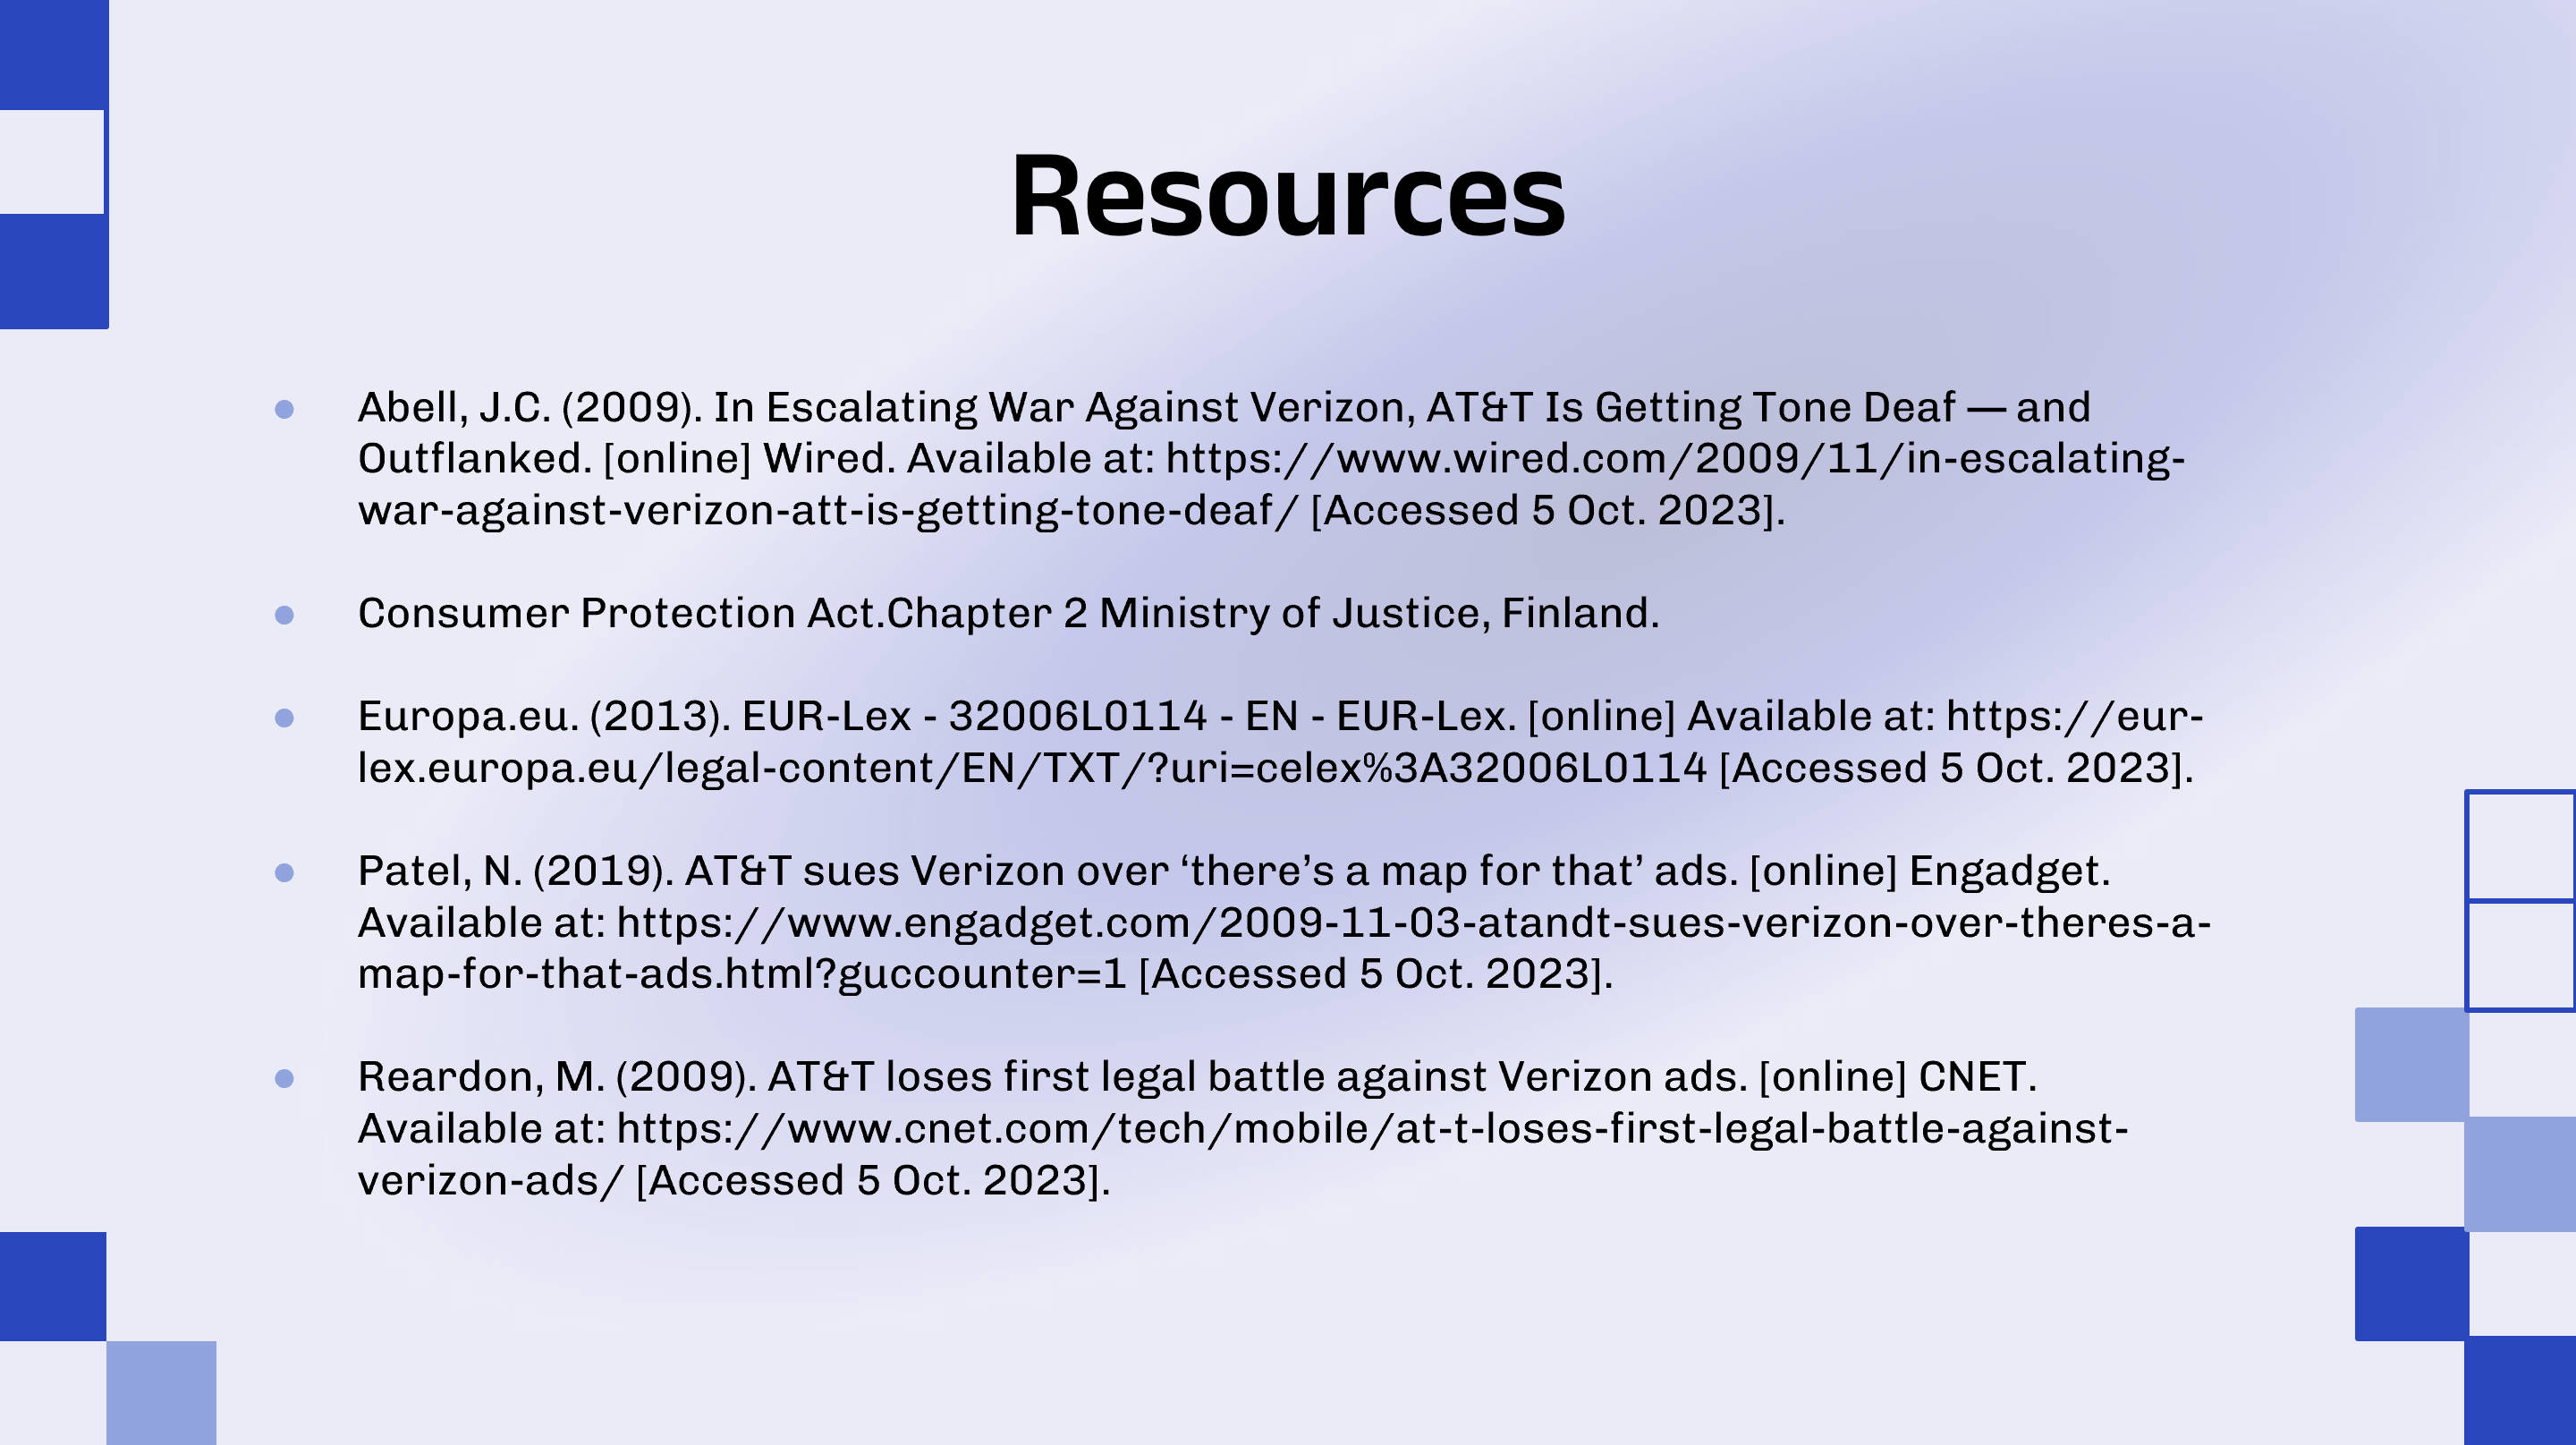 Resources
Abell, J.C. (2009). In Escalating War Against Verizon, AT&T Is Getting Tone Deaf — and
Outflanked. [online] Wired. Available at: https://www.wired.com/2009/11/in-escalating-
war-against-verizon-att-is-getting-tone-deaf/ [Accessed 5 Oct. 2023].
Consumer Protection Act.Chapter 2 Ministry of Justice, Finland.
Europa.eu. (2013). EUR-Lex - 32006L0114 - EN - EUR-Lex. [online] Available at: https://eur-
lex.europa.eu/legal-content/EN/TXT/?uri=celex%3A32006L0114 [Accessed 5 Oct. 2023].
Patel, N. (2019). AT&T sues Verizon over ‘there’s a map for that’ ads. [online] Engadget.
Available at: https://www.engadget.com/2009-11-03-atandt-sues-verizon-over-theres-a-
map-for-that-ads.html?guccounter=1 [Accessed 5 Oct. 2023].
Reardon, M. (2009). AT&T loses first legal battle against Verizon ads. [online] CNET.
Available at: https://www.cnet.com/tech/mobile/at-t-loses-first-legal-battle-against-
verizon-ads/ [Accessed 5 Oct. 2023].